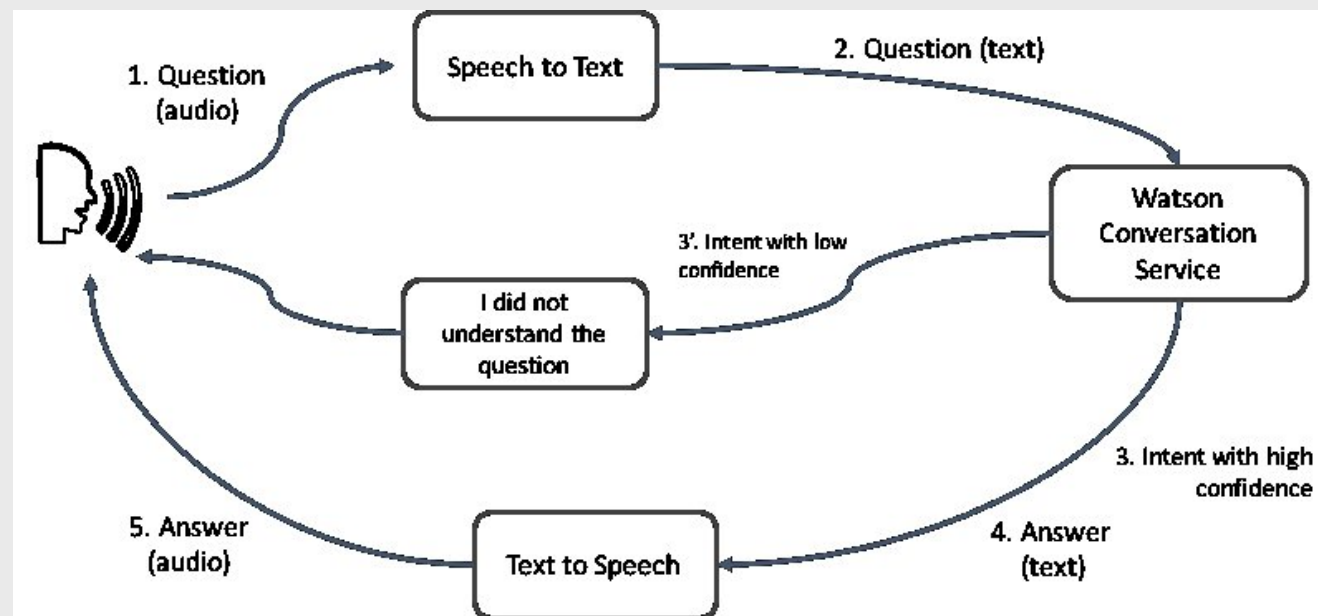 1. Question
(audio)
Speech to Text
2. Question (text)
Watson
Conversation
Service
3'. Intent with low
confidence
I did not
understand the
question
3. Intent with high
confidence
4. Answer
(text)
Text to Speech
5. Answer
(audio)